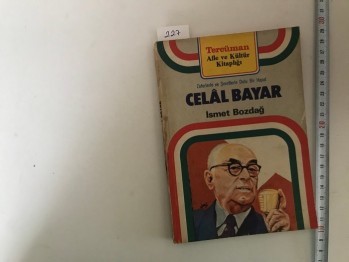 227
Tercüman
Aile ve Kültür
Kitaplığı
CELÂL BAYAR
İsmet Bozdağ